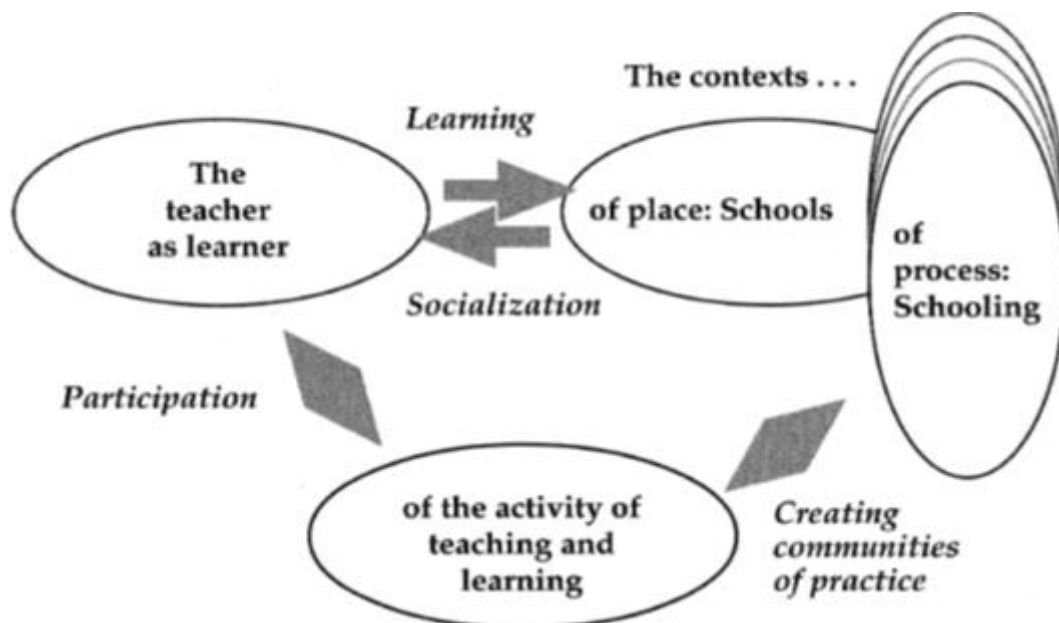 The contexts . . .
Learning
The
teacher
as learner
of place: Schools
of
process:
Schooling
Socialization
Participation
of the activity of
teaching and
learning
Creating
communities
of practice